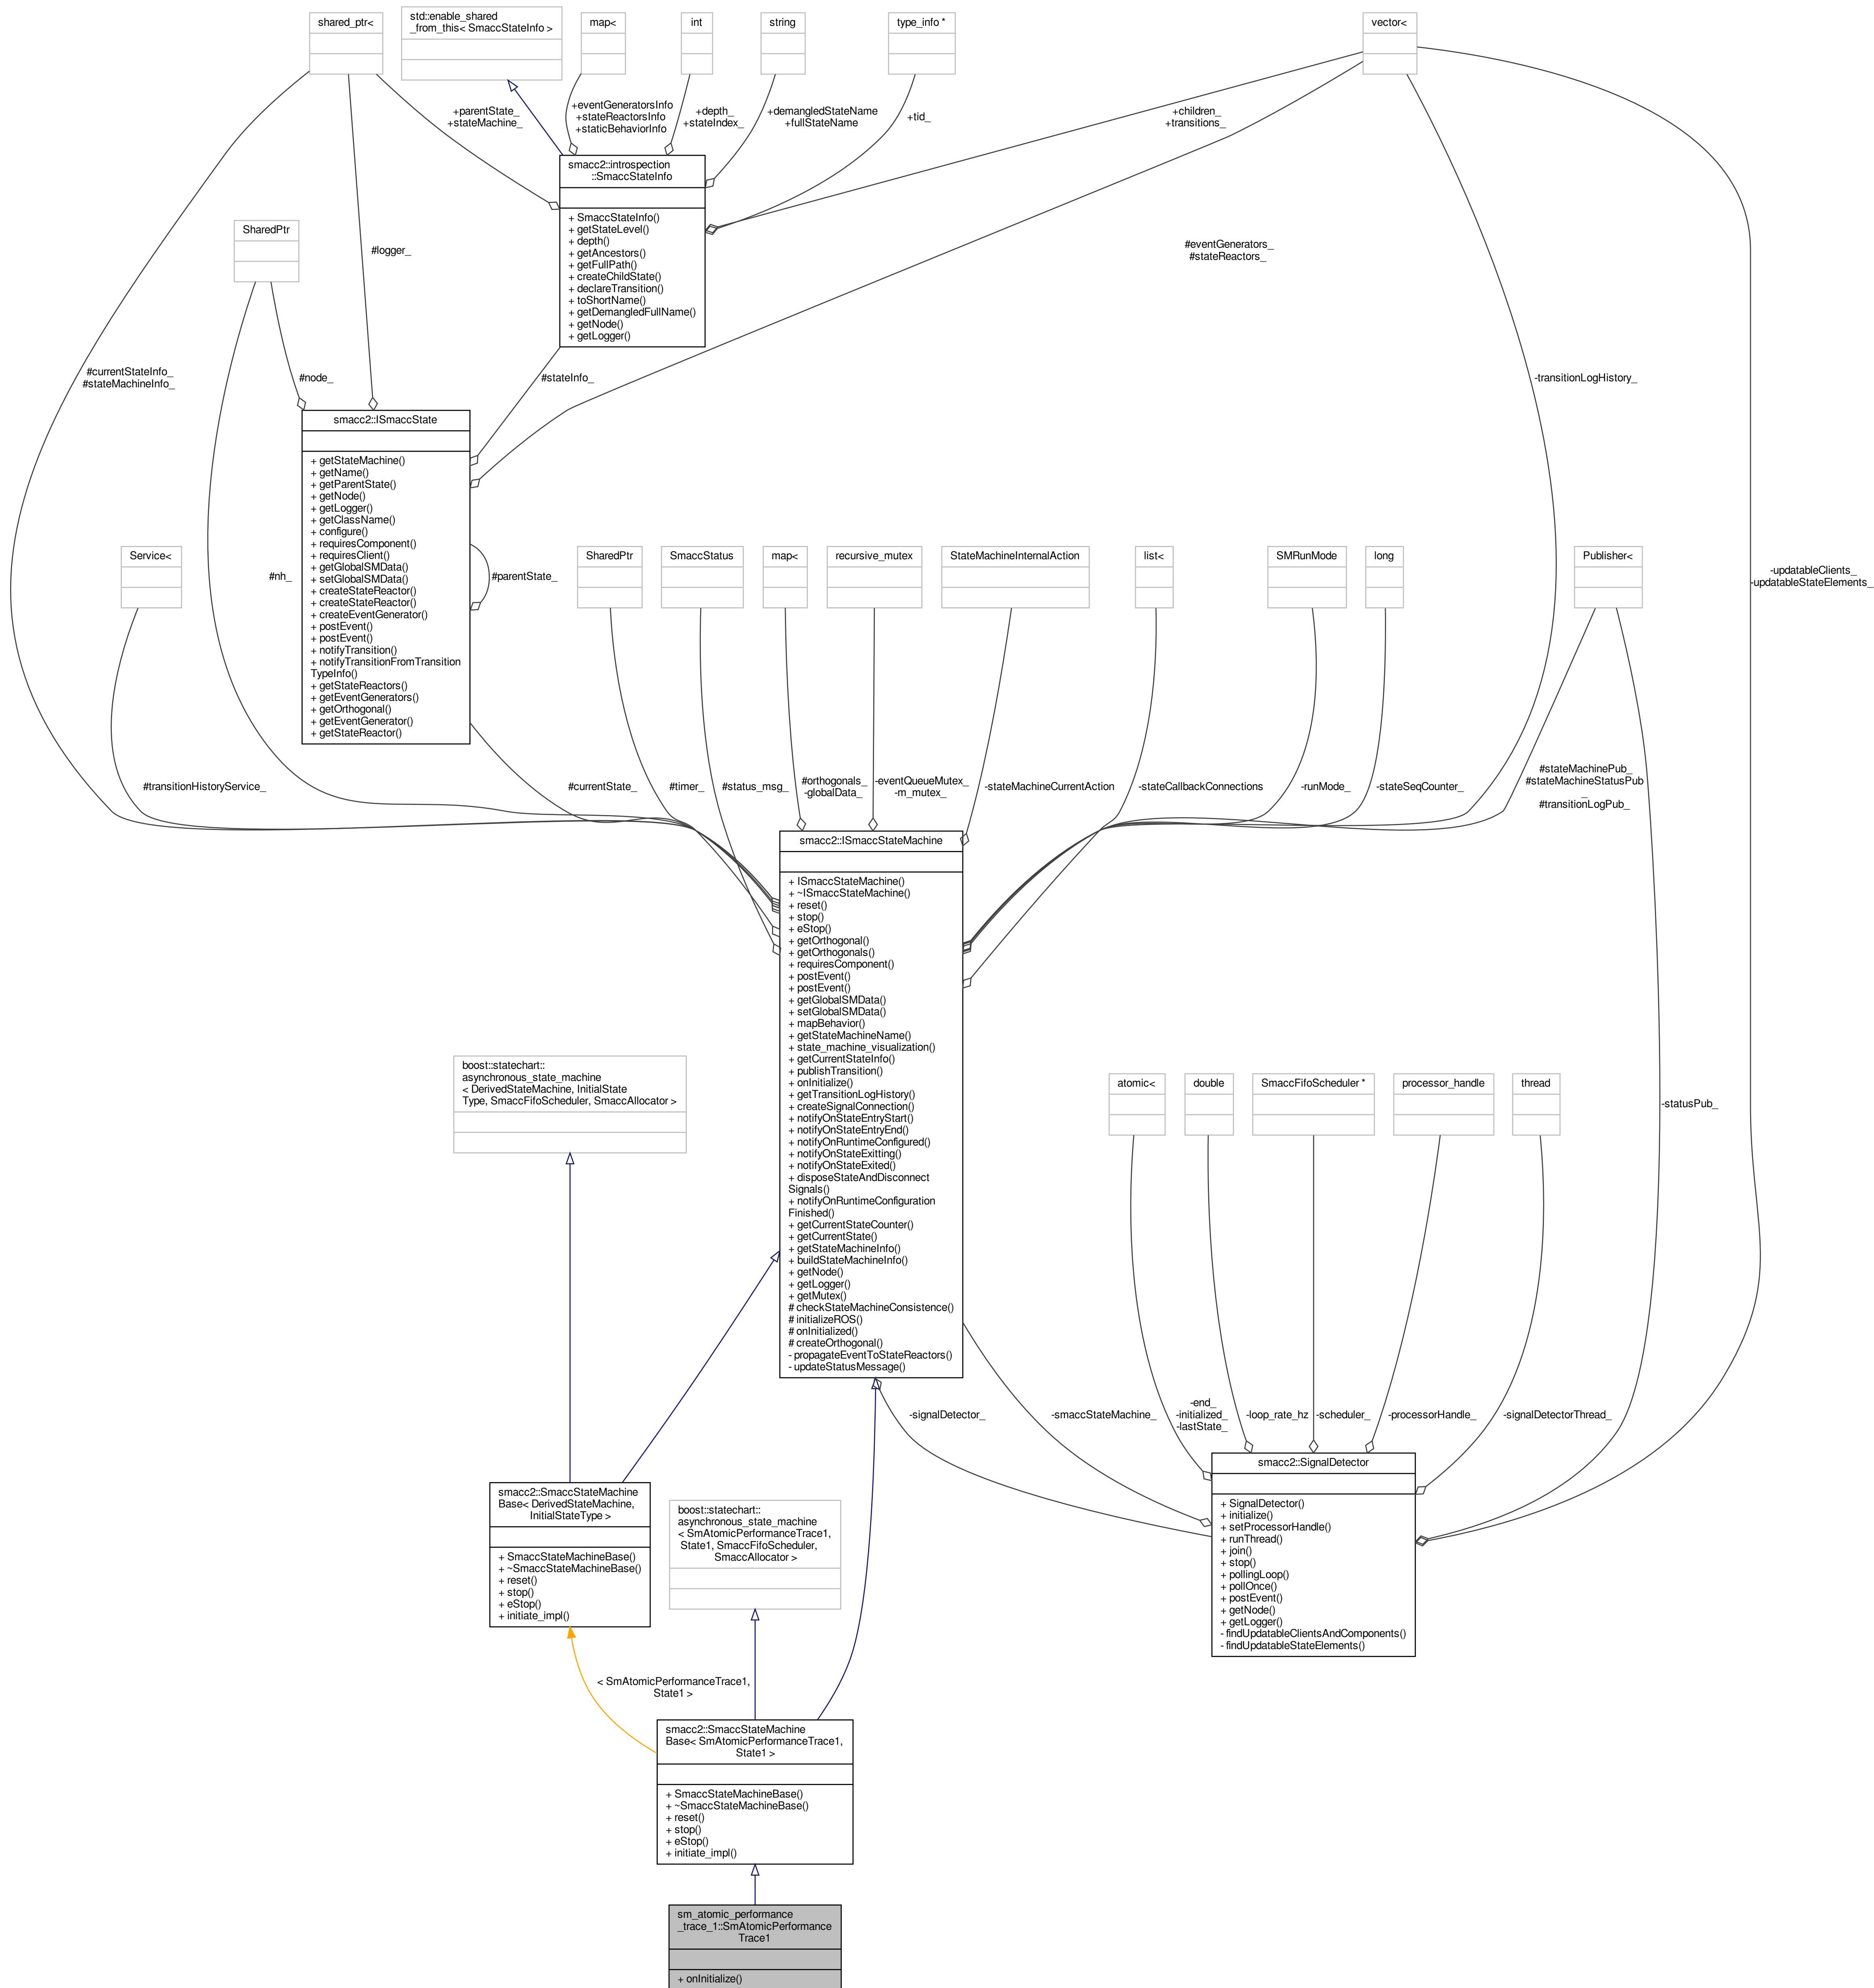 shared_ptr<
std::enable_shared
_from_this< SmaccStateInfo >
map<
int
string
type_info *
vector<
+parentState_
+stateMachine_
+eventGeneratorsInfo
+stateReactorsInfo
+staticBehaviorInfo
+depth_
+stateIndex_
+demangledStateName
+fullStateName
+tid_
+children_
+transitions_
smacc2::introspection
::SmaccStateInfo
+ SmaccStateInfo()
+ getStateLevel()
+ depth()
+ getAncestors()
+ getFullPath()
+ createChildState()
+ declareTransition()
+ toShortName()
+ getDemangledFullName()
+ getNode()
+ getLogger()
SharedPtr
#logger_
#eventGenerators_
#stateReactors_
#currentStateInfo_
#stateMachineInfo_
#node_
#stateInfo_
-transitionLogHistory_
smacc2::ISmaccState
+ getStateMachine()
+ getName()
+ getParentState()
+ getNode()
+ getLogger()
+ getClassName()
+ configure()
+ requiresComponent()
+ requiresClient()
+ getGlobalSMData()
+ setGlobalSMData()
+ createStateReactor()
+ createStateReactor()
+ createEventGenerator()
+ postEvent()
+ postEvent()
+ notifyTransition()
+ notifyTransitionFromTransition
TypeInfo()
+ getStateReactors()
+ getEventGenerators()
+ getOrthogonal()
+ getEventGenerator()
+ getStateReactor()
Service<
#nh_
#parentState_
SharedPtr
SmaccStatus
map<
recursive_mutex
StateMachineInternalAction
list<
SMRunMode
long
Publisher<
-updatableClients_
-updatableStateElements_
#transitionHistoryService_
#currentState_
#timer_
#status_msg_
#orthogonals_
-globalData_
-eventQueueMutex_
-m_mutex_
-stateMachineCurrentAction
-stateCallbackConnections
-runMode_
-stateSeqCounter_
#stateMachinePub_
#stateMachineStatusPub
_
#transitionLogPub_
smacc2::ISmaccStateMachine
+ ISmaccStateMachine()
+ ~ISmaccStateMachine()
+ reset()
+ stop()
+ eStop()
+ getOrthogonal()
+ getOrthogonals()
+ requiresComponent()
+ postEvent()
+ postEvent()
+ getGlobalSMData()
+ setGlobalSMData()
+ mapBehavior()
+ getStateMachineName()
+ state_machine_visualization()
+ getCurrentStateInfo()
+ publishTransition()
+ onInitialize()
+ getTransitionLogHistory()
+ createSignalConnection()
+ notifyOnStateEntryStart()
+ notifyOnStateEntryEnd()
+ notifyOnRuntimeConfigured()
+ notifyOnStateExitting()
+ notifyOnStateExited()
+ disposeStateAndDisconnect
Signals()
+ notifyOnRuntimeConfiguration
Finished()
+ getCurrentStateCounter()
+ getCurrentState()
+ getStateMachineInfo()
+ buildStateMachineInfo()
+ getNode()
+ getLogger()
+ getMutex()
# checkStateMachineConsistence()
# initializeROS()
# onInitialized()
# createOrthogonal()
- propagateEventToStateReactors()
- updateStatusMessage()
boost::statechart::
asynchronous_state_machine
< DerivedStateMachine, InitialState
Type, SmaccFifoScheduler, SmaccAllocator >
atomic<
double
SmaccFifoScheduler *
processor_handle
thread
-statusPub_
-signalDetector_
-smaccStateMachine_
-end_
-initialized_
-lastState_
-loop_rate_hz
-scheduler_
-processorHandle_
-signalDetectorThread_
smacc2::SignalDetector
+ SignalDetector()
+ initialize()
+ setProcessorHandle()
+ runThread()
+ join()
+ stop()
+ pollingLoop()
+ pollOnce()
+ postEvent()
+ getNode()
+ getLogger()
- findUpdatableClientsAndComponents()
- findUpdatableStateElements()
smacc2::SmaccStateMachine
Base< DerivedStateMachine,
InitialStateType >
+ SmaccStateMachineBase()
+ ~SmaccStateMachineBase()
+ reset()
+ stop()
+ eStop()
+ initiate_impl()
boost::statechart::
asynchronous_state_machine
< SmAtomicPerformanceTrace1,
State1, SmaccFifoScheduler,
SmaccAllocator >
< SmAtomicPerformanceTrace1,
State1 >
smacc2::SmaccStateMachine
Base< SmAtomicPerformanceTrace1,
State1 >
+ SmaccStateMachineBase()
+ ~SmaccStateMachineBase()
+ reset()
+ stop()
+ eStop()
+ initiate_impl()
sm_atomic_performance
_trace_1::SmAtomicPerformance
Trace1
+ onInitialize()